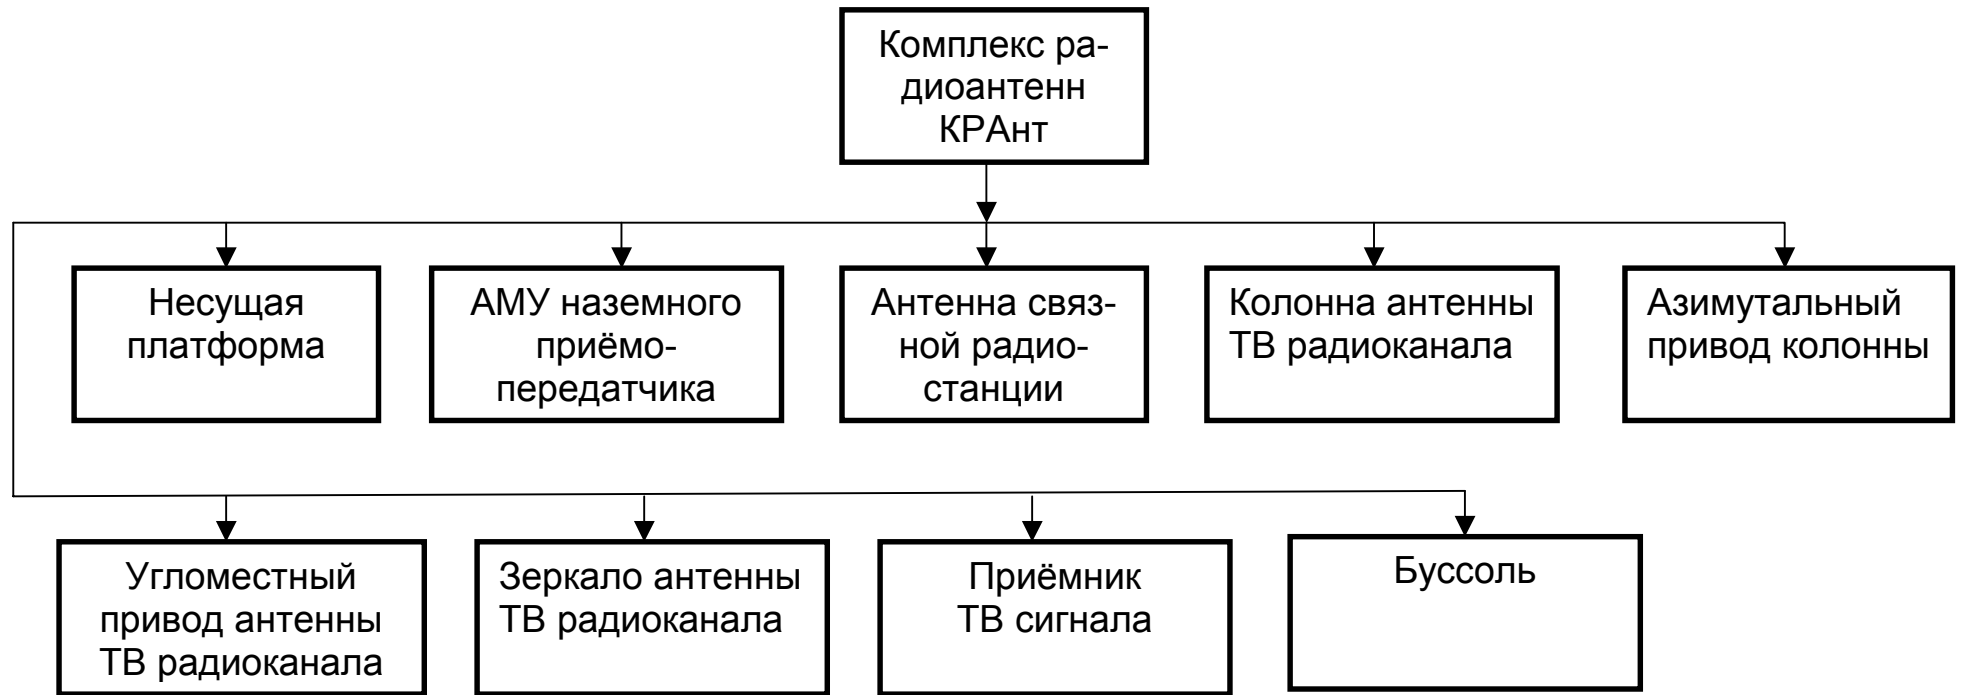 Комплекс ра-
диоантенн
КРАнт
Несущая
платформа
АМУ наземного
приёмо-
передатчика
Антенна связ-
ной радио-
станции
Колонна антенны
ТВ радиоканала
Азимутальный
привод колонны
Угломестный
привод антенны
ТВ радиоканала
Зеркало антенны
ТВ радиоканала
Приёмник
ТВ сигнала
Буссоль